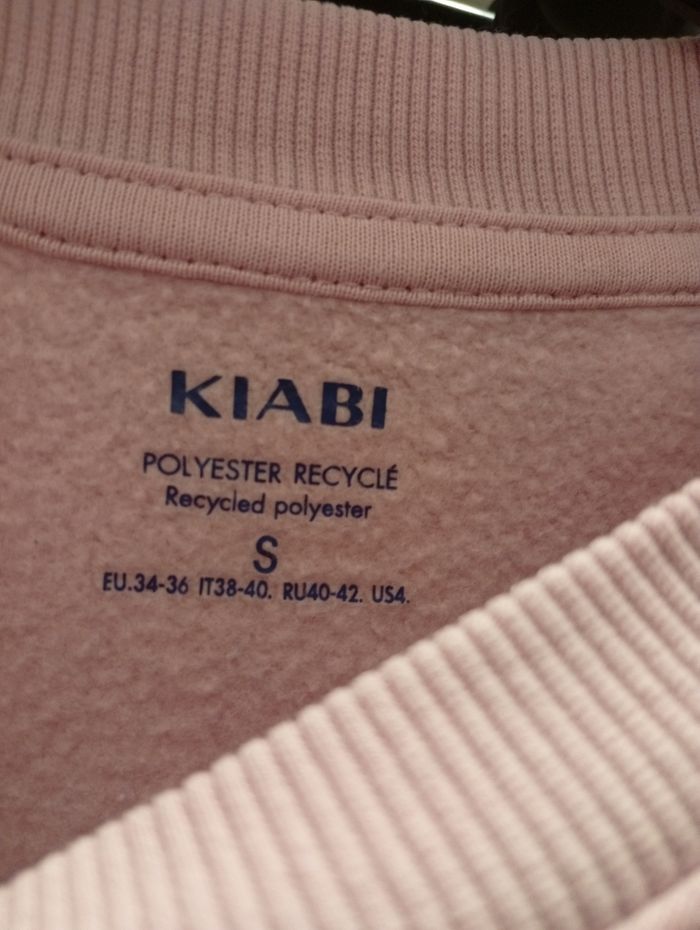 KIABI
POLYESTER RECYCLÉ
Recycled polyester
S
EU.34-36 IT38-40. RU40-42. US4.